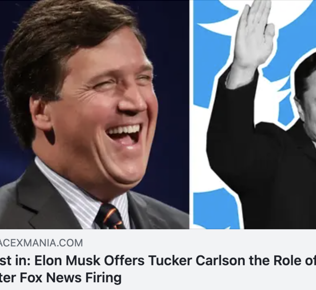 ACEXMANIA.COM
st in: Elon Musk Offers Tucker Carlson the Role of
ter Fox News Firing